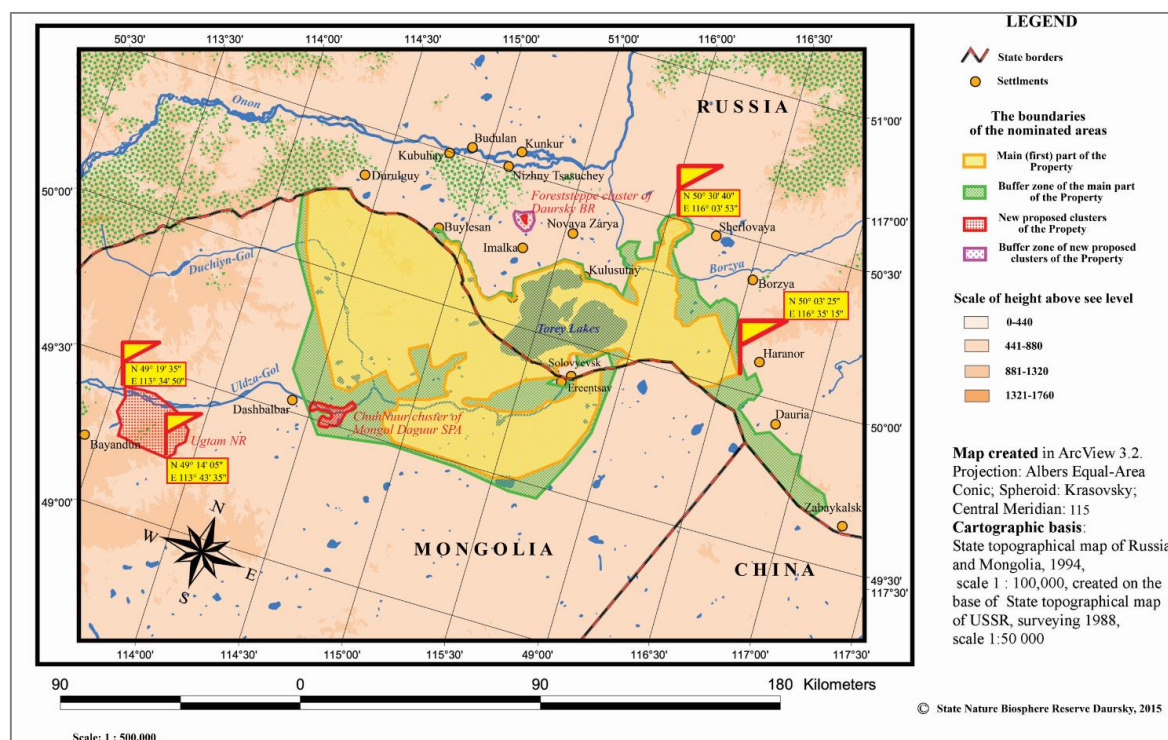 50°30'
113°30'
114°00'
114°30'
115°00'
51°00'
116°00'
116°30'
Onon
RUSSIA
Budulan
Kunkur
Kubuhay
Nizhny Tsasuchey
Durulguy
51°00'
50°00'
Foreststeppe cluster of
Daursky BR
N 50° 30' 40"
E 116° 03' 53"
Buylesan
Novaya Zarya
Imalka
Sherlovaya
117°00'
Duchiyn-Gol
Kulusutay
Borzya
50°30'
Borzya
N 50° 03' 25"
E 116° 35' 15"
Torey Lakes
49°30'
Haranor
N 49° 19' 35"
E 113° 34' 50"
Uldza-Gol
Solovyevsk
Ereentsav
50°00'
Dashbalbar
ChuhNuur cluster of
Mongol Daguur SPA
Dauria
Bayandun
Ugtam NR
N 49° 14' 05"
E 113° 43' 35"
49°00'
Zabaykalsk
N
W
E
S
MONGOLIA
CHINA
49°30'
117°30'
114°00'
114°30'
115°00'
115°30'
49°00'
116°30'
117°00'
117°30'
90
0
90
180 Kilometers
Scale: 1 : 500,000
LEGEND
State borders
Settlments
The boundaries
of the nominated areas
Main (first) part of the
Property
Buffer zone of the main part
of the Property
New proposed clusters
of the Propety
Buffer zone of new proposed
clusters of the Property
Scale of height above see level
0-440
441-880
881-1320
1321-1760
Map created in ArcView 3.2.
Projection: Albers Equal-Area
Conic; Spheroid: Krasovsky;
Central Meridian: 115
Cartographic basis:
State topographical map of Russia
and Mongolia, 1994,
scale 1 : 100,000, created on the
base of State topographical map
of USSR, surveying 1988,
scale 1:50 000
© State Nature Biosphere Reserve Daursky, 2015